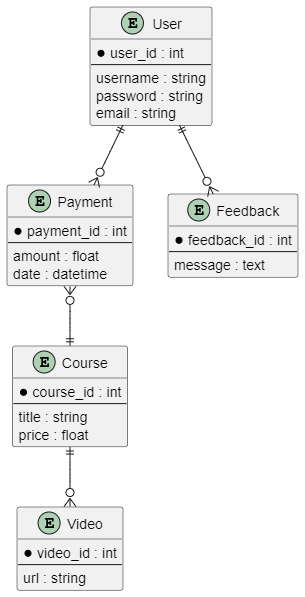 E User
user_id : int
username : string
password : string
email : string
E Payment
payment_id : int
amount : float
date : datetime
E Feedback
feedback_id : int
message : text
E Course
course_id : int
title : string
price : float
E Video
video_id : int
url : string